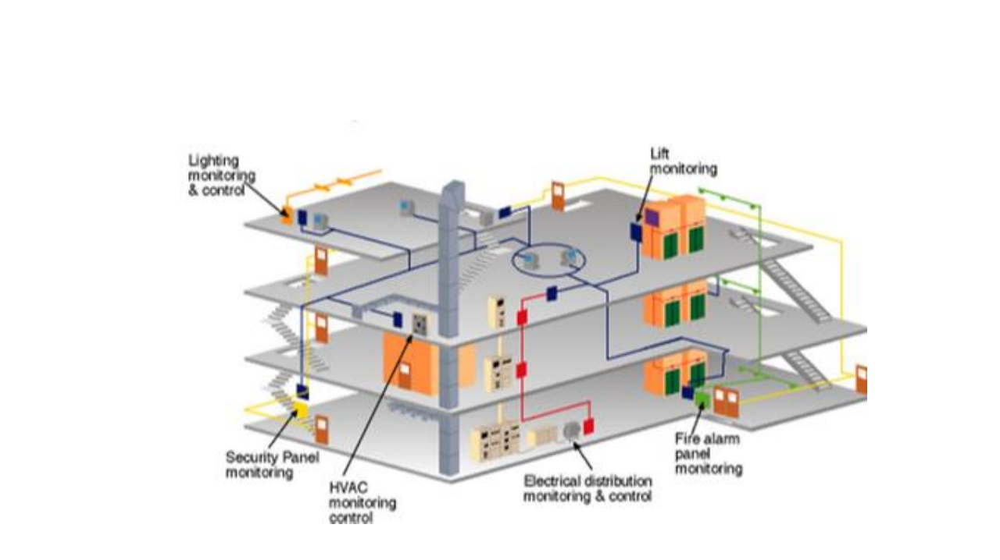 Lighting
monitoring
& control
Lift
monitoring
Security Panel
monitoring
HVAC
monitoring
control
Electrical distribution
monitoring & control
Fire alarm
panel
monitoring